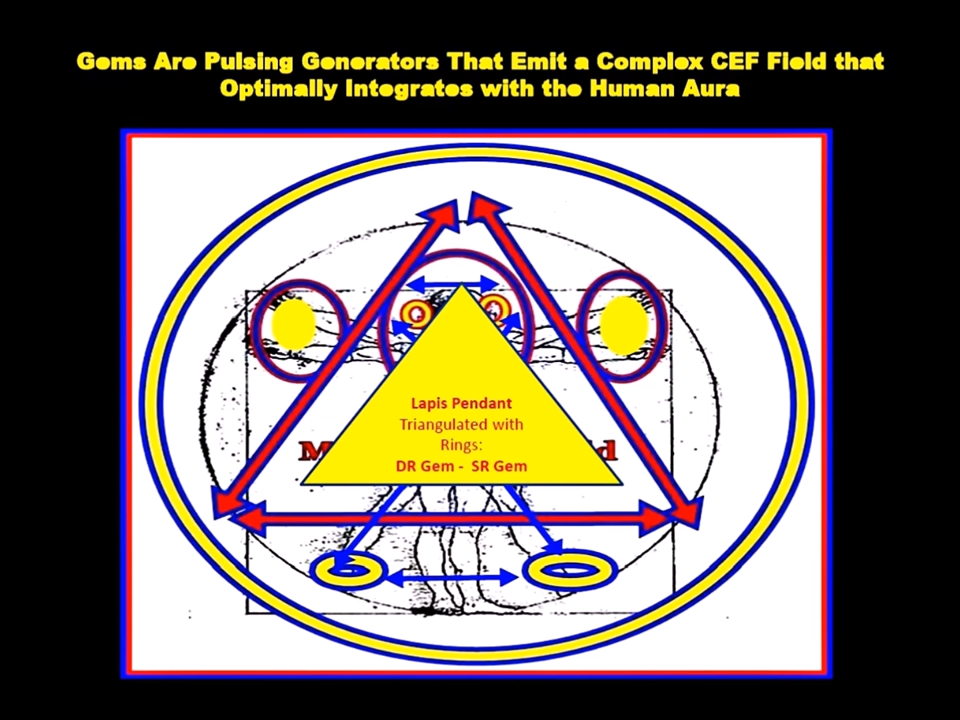 Gems Are Pulsing Generators That Emit a Complex CEF Field that
Optimally Integrates with the Human Aura
Lapis Pendant
Triangulated with
Rings:
DR Gem - SR Gem